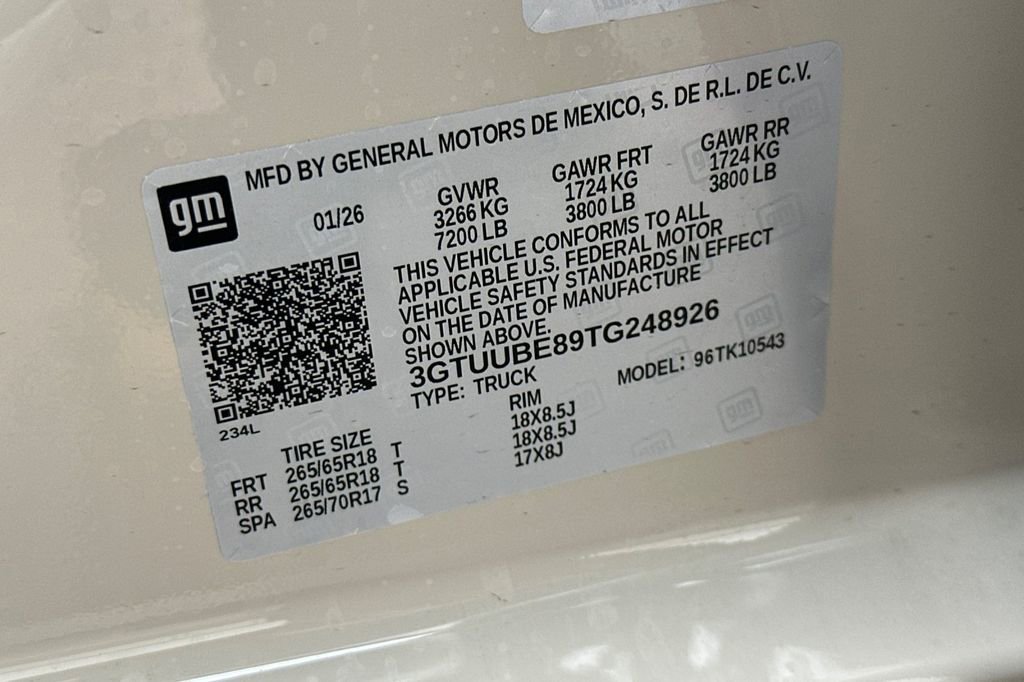 MFD BY GENERAL MOTORS DE MEXICO, S. DE R.L. DE C.V.
gm
01/26
GVWR
3266 KG
7200 LB
GAWR FRT
1724 KG
3800 LB
GAWR RR
1724 KG
3800 LB
THIS VEHICLE CONFORMS TO ALL
APPLICABLE U.S. FEDERAL MOTOR
VEHICLE SAFETY STANDARDS IN EFFECT
ON THE DATE OF MANUFACTURE
SHOWN ABOVE.
3GTUUBE89TG248926
TYPE: TRUCK
MODEL: 96TK10543
234L
TIRE SIZE
RIM
FRT 265/65R18 T 18X8.5J
RR 265/65R18 T 18X8.5J
SPA 265/70R17 S 17X8J